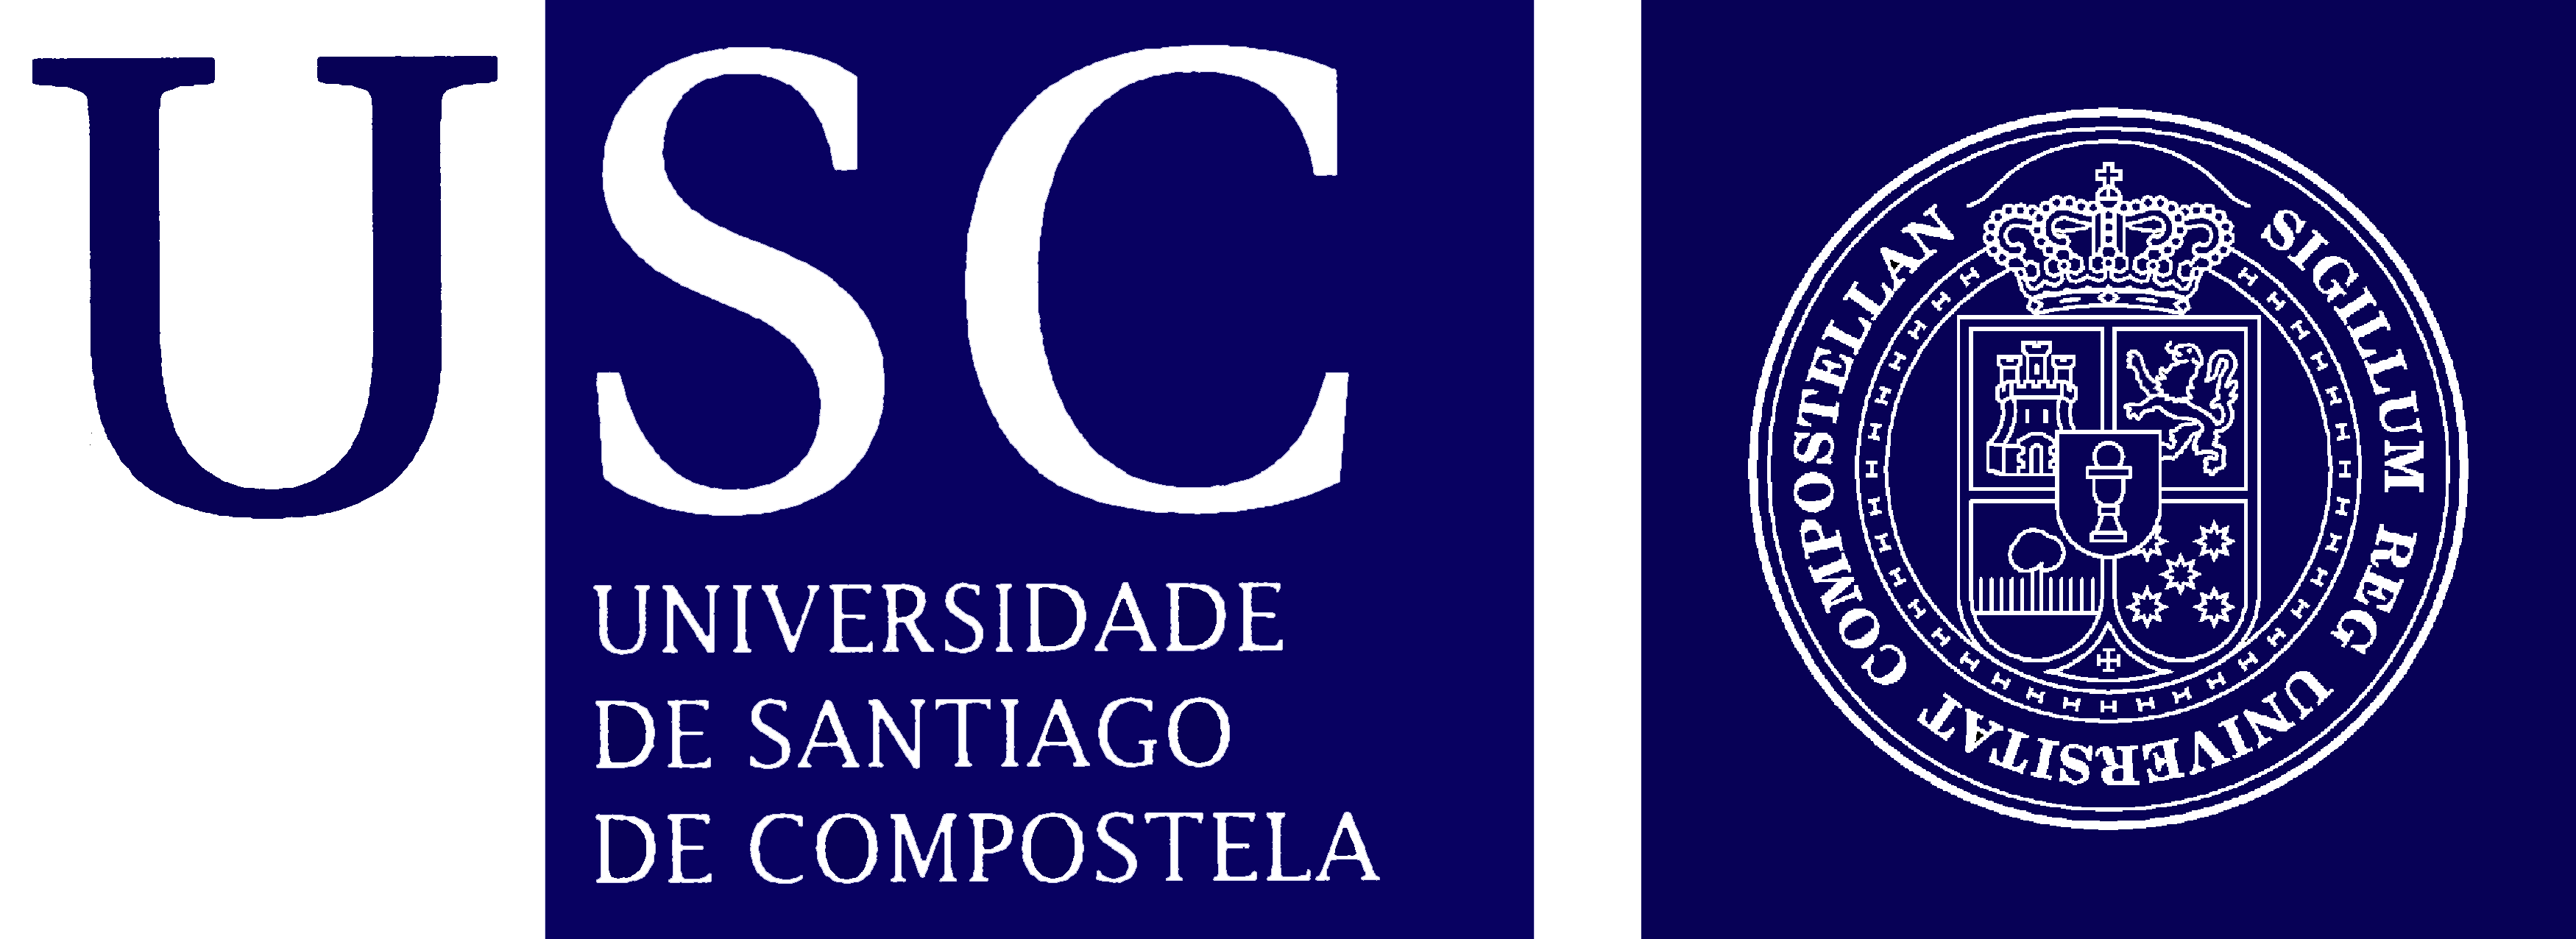 USC
UNIVERSIDADE
DE SANTIAGO
DE COMPOSTELA
SIGILLUM REG UNIVERSITAT COMPOSTELLAN